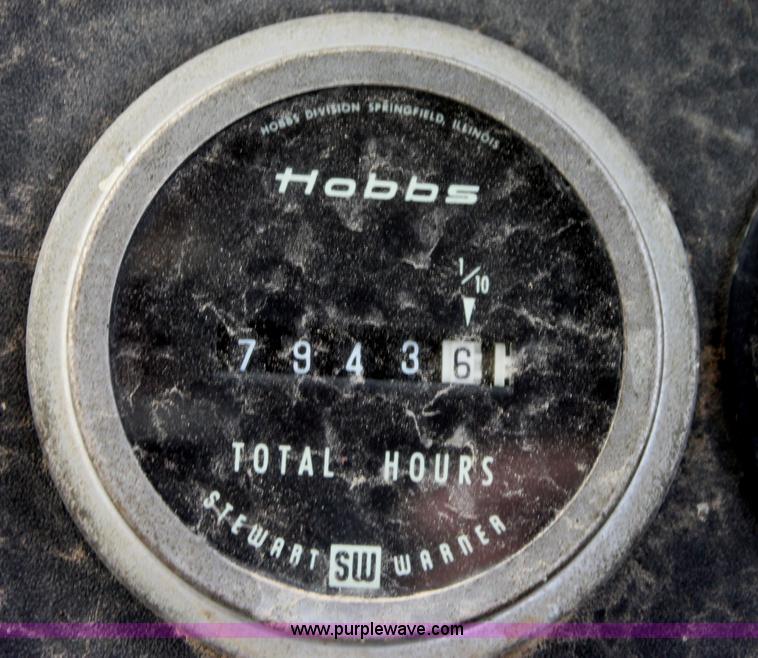 HOBBS DIVISION SPRINGFIELD, ILLINOIS
Hobbs
1/10
7 9 4 3 6
TOTAL HOURS
STEWART SW WARNER
www.purplewave.com